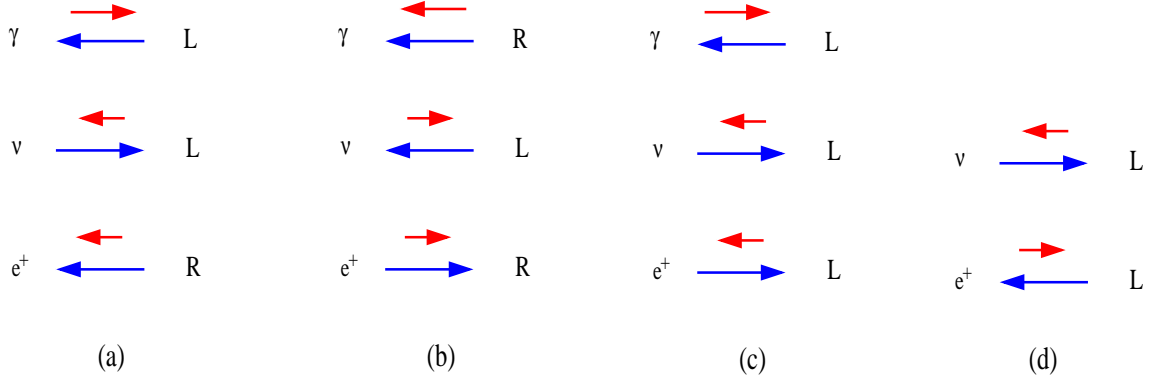 γ L γ R γ L
ν L ν L ν L ν L
e⁺ R e⁺ R e⁺ L e⁺ L
(a) (b) (c) (d)